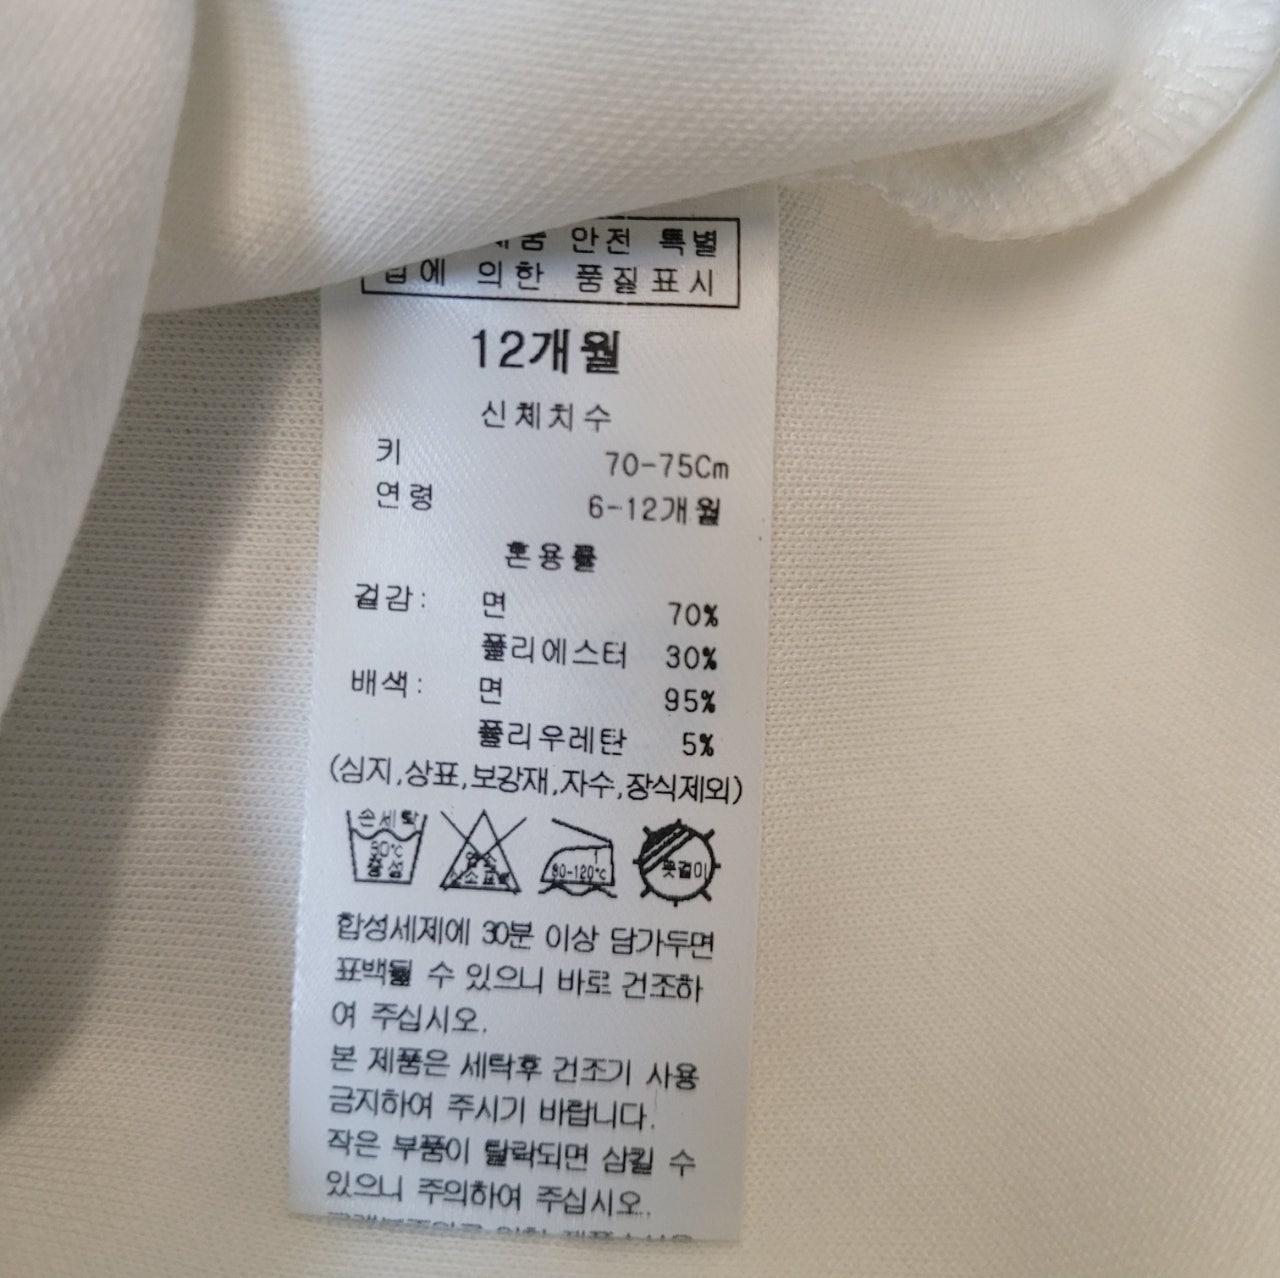 안전 특별
법에 의한 품질표시
12개월
신체치수
키 70-75Cm
연령 6-12개월
혼용률
겉감: 면 70%
폴리에스터 30%
배색: 면 95%
폴리우레탄 5%
(심지,상표,보강재,자수,장식제외)
손세탁
30℃
중성
80-120℃
옷걸이
합성세제에 30분 이상 담가두면
표백될 수 있으니 바로 건조하
여 주십시오.
본 제품은 세탁후 건조기 사용
금지하여 주시기 바랍니다.
작은 부품이 탈락되면 삼킬 수
있으니 주의하여 주십시오.